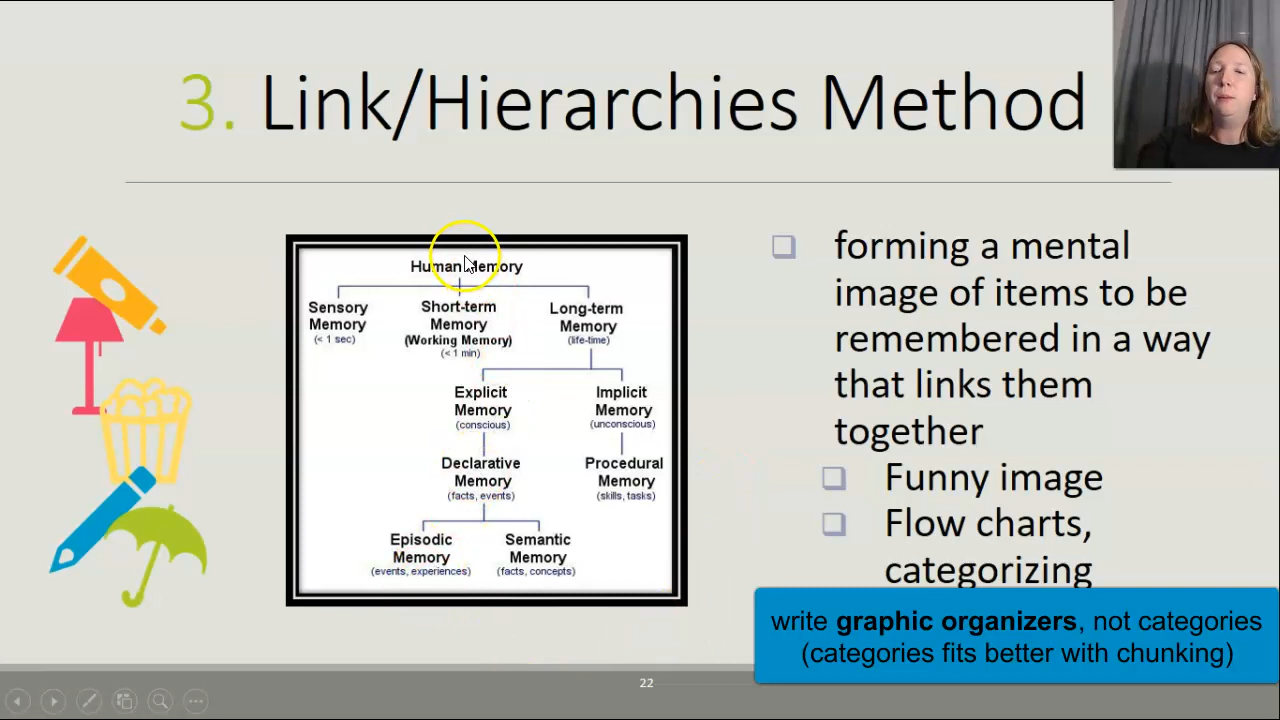 3. Link/Hierarchies Method
Human Memory
Sensory Memory (< 1 sec)
Short-term Memory (Working Memory) (< 1 min)
Long-term Memory (life-time)
Explicit Memory (conscious)
Implicit Memory (unconscious)
Declarative Memory (facts, events)
Procedural Memory (skills, tasks)
Episodic Memory (events, experiences)
Semantic Memory (facts, concepts)
forming a mental
image of items to be
remembered in a way
that links them
together
Funny image
Flow charts,
categorizing
write graphic organizers, not categories
(categories fits better with chunking)
22